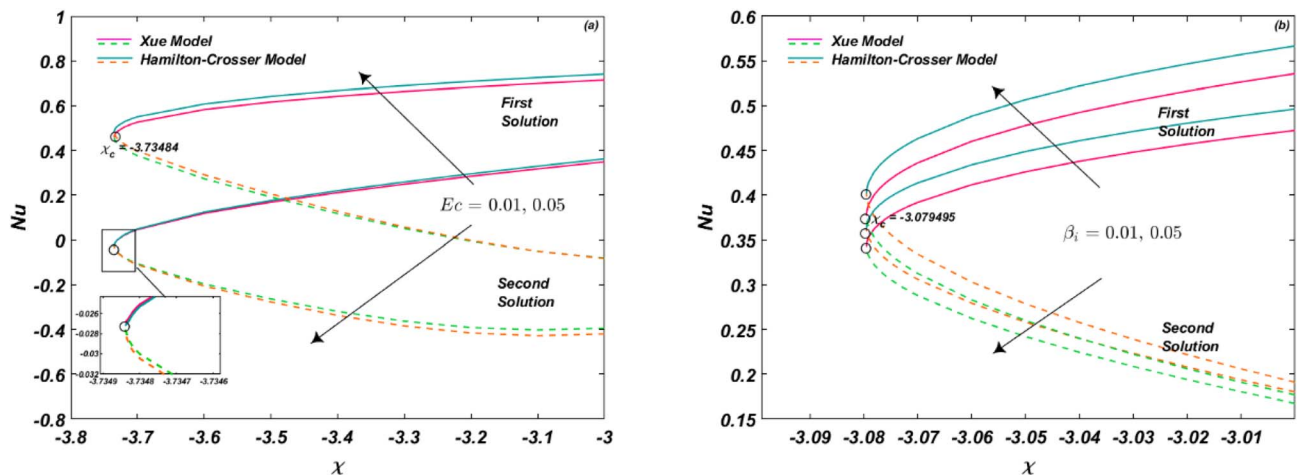 (a)
Xue Model
Hamilton-Crosser Model
First
Solution
χc = -3.73484
Ec = 0.01, 0.05
Second
Solution
1
0.8
0.6
0.4
0.2
0
-0.2
-0.4
-0.6
-0.8
Nu
-0.026
-0.028
-0.03
-0.032
-3.7349 -3.7348 -3.7347 -3.7346
-3.8 -3.7 -3.6 -3.5 -3.4 -3.3 -3.2 -3.1 -3
χ
(b)
Xue Model
Hamilton-Crosser Model
First
Solution
χc = -3.079495
βi = 0.01, 0.05
Second
Solution
0.6
0.55
0.5
0.45
0.4
0.35
0.3
0.25
0.2
0.15
Nu
-3.09 -3.08 -3.07 -3.06 -3.05 -3.04 -3.03 -3.02 -3.01
χ